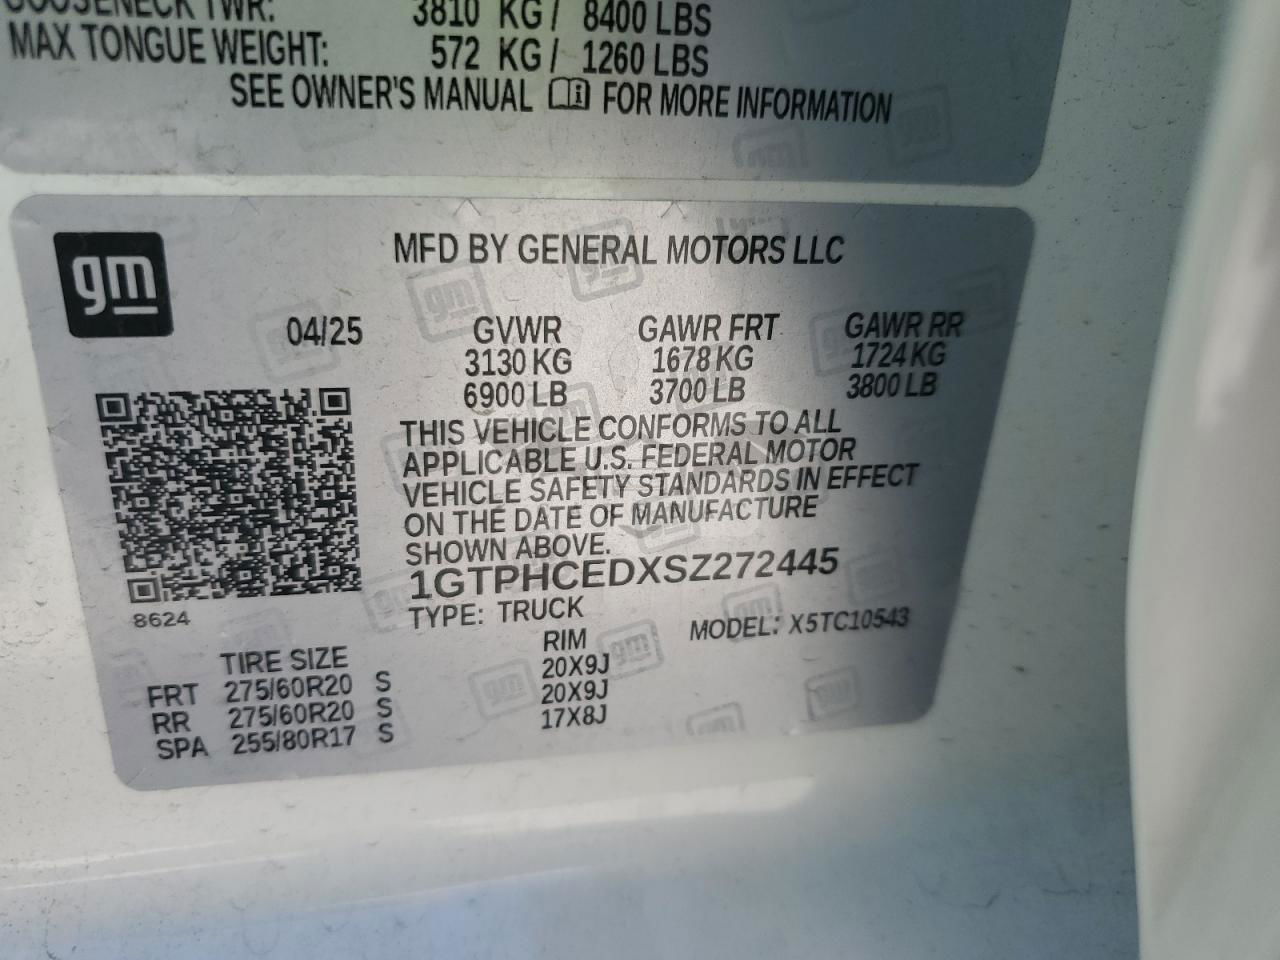 GOOSENECK TWR: 3810 KG / 8400 LBS
MAX TONGUE WEIGHT: 572 KG / 1260 LBS
SEE OWNER'S MANUAL FOR MORE INFORMATION
gm
MFD BY GENERAL MOTORS LLC
04/25 GVWR GAWR FRT GAWR RR
3130 KG 1678 KG 1724 KG
6900 LB 3700 LB 3800 LB
THIS VEHICLE CONFORMS TO ALL
APPLICABLE U.S. FEDERAL MOTOR
VEHICLE SAFETY STANDARDS IN EFFECT
ON THE DATE OF MANUFACTURE
SHOWN ABOVE.
1GTPHCEDXSZ272445
8624
TYPE: TRUCK MODEL: X5TC10543
TIRE SIZE RIM
FRT 275/60R20 S 20X9J
RR 275/60R20 S 20X9J
SPA 255/80R17 S 17X8J